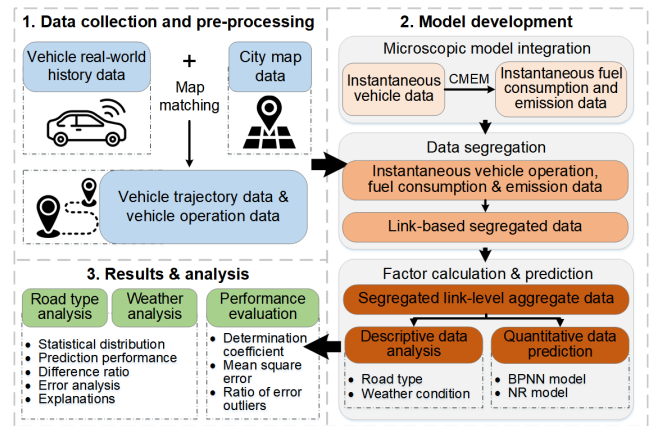 1. Data collection and pre-processing
Vehicle real-world
history data
+
City map
data
Map
matching
Vehicle trajectory data &
vehicle operation data
2. Model development
Microscopic model integration
Instantaneous
vehicle data
CMEM
Instantaneous fuel
consumption and
emission data
Data segregation
Instantaneous vehicle operation,
fuel consumption & emission data
Link-based segregated data
Factor calculation & prediction
Segregated link-level aggregate data
Descriptive data
analysis
Quantitative data
prediction
• Road type
• Weather condition
• BPNN model
• NR model
3. Results & analysis
Road type
analysis
Weather
analysis
Performance
evaluation
• Statistical distribution
• Prediction performance
• Difference ratio
• Error analysis
• Explanations
• Determination
coefficient
• Mean square
error
• Ratio of error
outliers